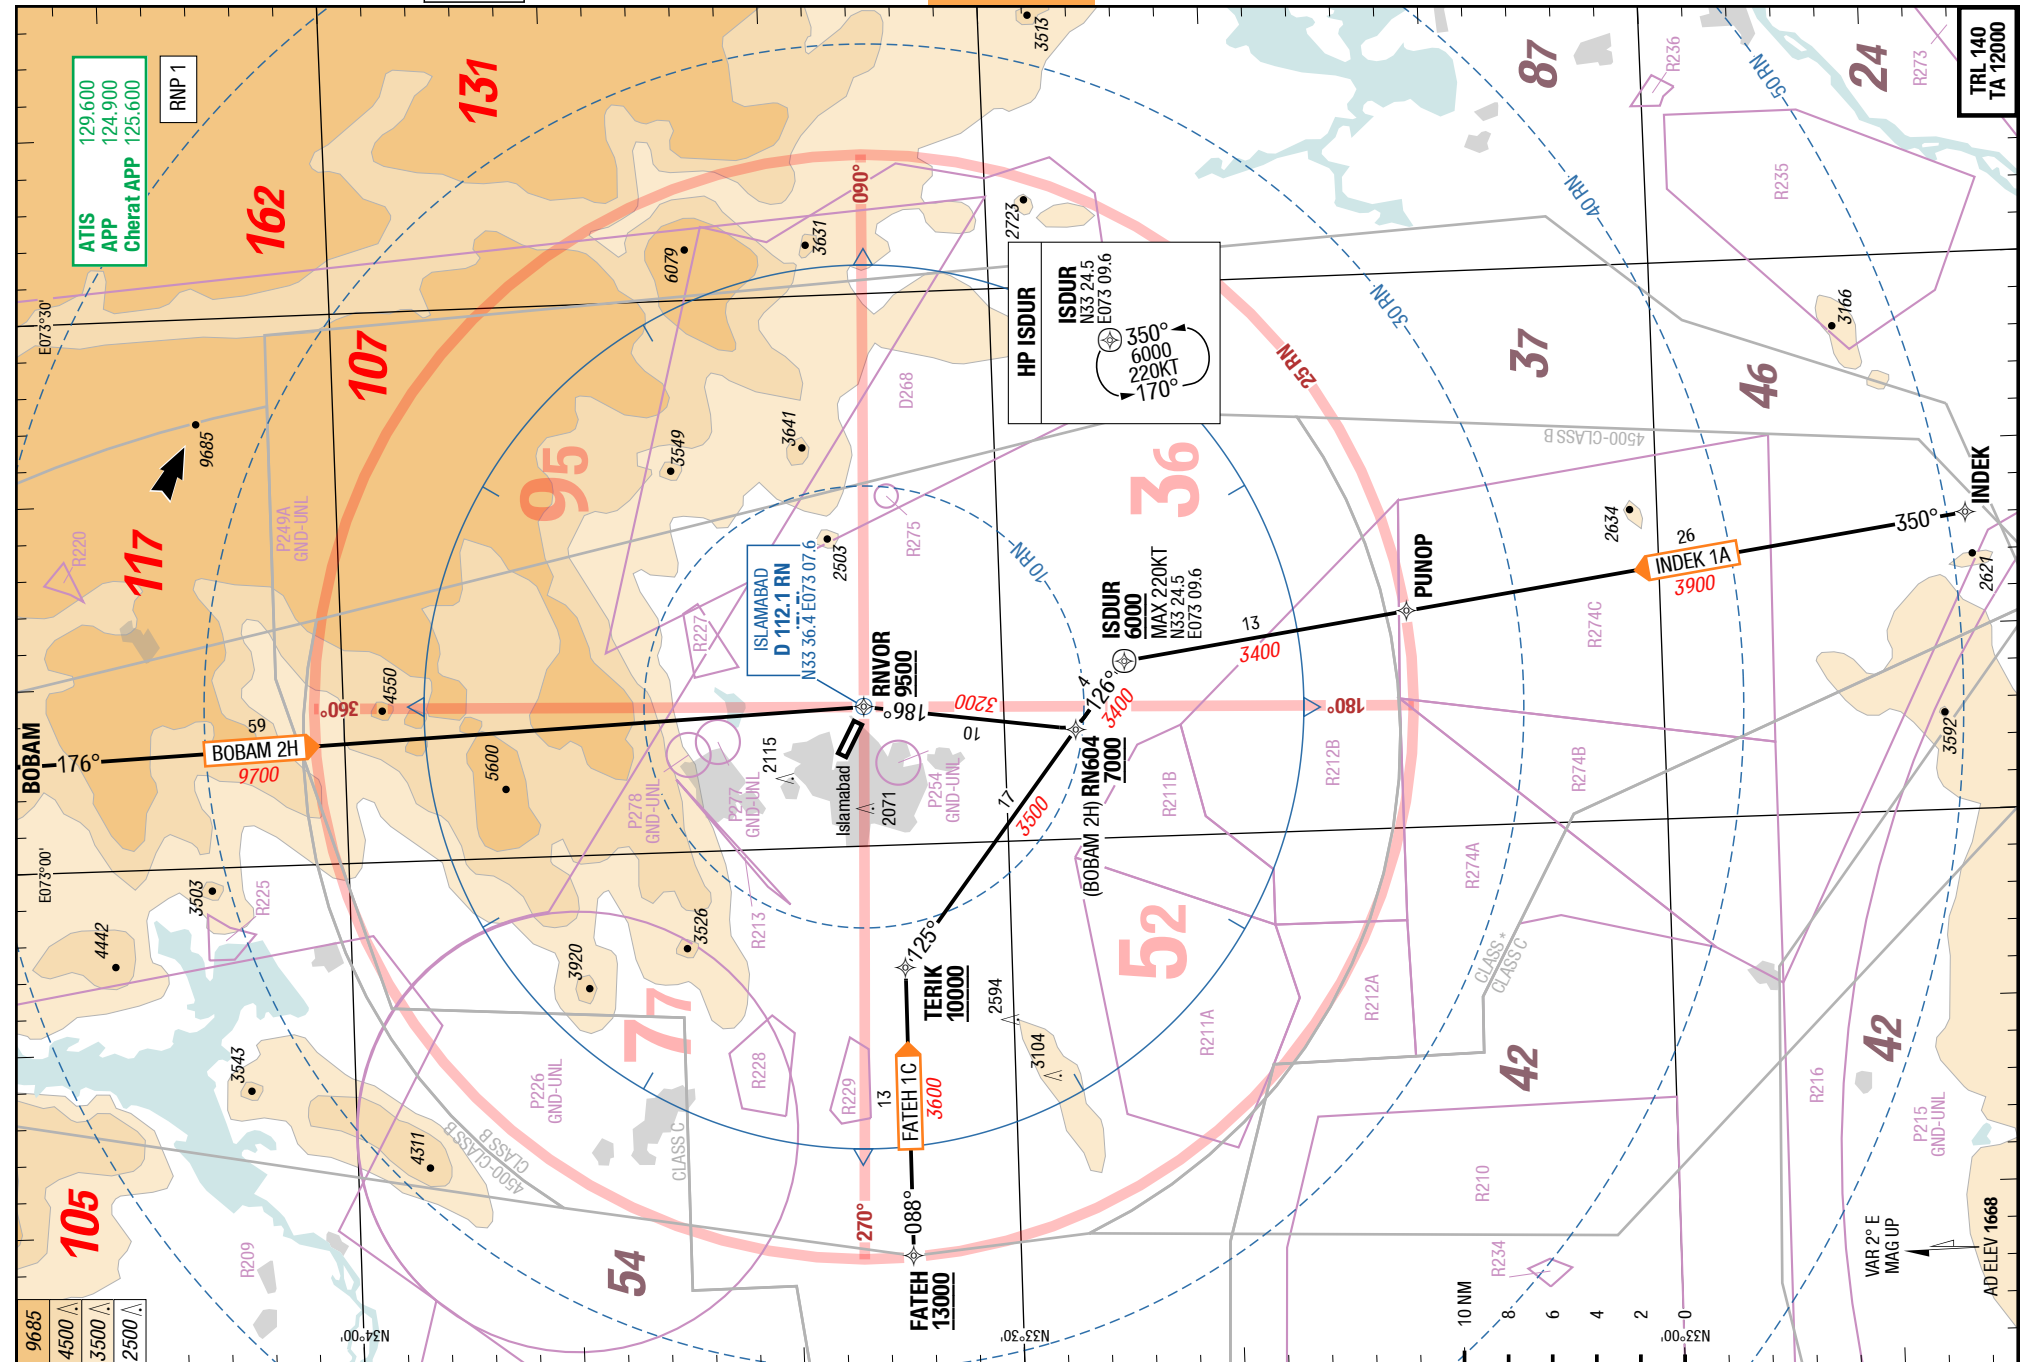 ATIS 129.600
APP 124.900
Cherat APP 125.600
RNP 1
TRL 140
TA 12000
131
162
107
117
105
95
77
36
52
54
42
42
37
46
87
24
9685
4500
3500
2500
E073°30'
E073°00'
N34°00'
N33°30'
N33°00'
BOBAM
176°
59
BOBAM 2H
9700
ISLAMABAD
D 112.1 RN
N33 36.4 E073 07.6
RNVOR
9500
186°
3200
10
(BOBAM 2H) RN604
7000
4
126°
3400
ISDUR
6000
MAX 220KT
N33 24.5
E073 09.6
HP ISDUR
ISDUR
N33 24.5
E073 09.6
350°
6000
220KT
170°
13
3400
PUNOP
26
INDEK 1A
3900
350°
INDEK
FATEH
13000
088°
13
FATEH 1C
3600
TERIK
10000
125°
17
3500
Islamabad
360°
090°
180°
270°
10 RN
25 RN
30 RN
40 RN
50 RN
3513
2723
3631
6079
3549
3641
2503
9685
4550
5600
2115
2071
3503
4442
3543
4311
3920
3526
2594
3104
2634
2621
3592
3166
R220
P249A
GND-UNL
R225
R209
P226
GND-UNL
R228
R229
R213
P278
GND-UNL
P277
GND-UNL
P254
GND-UNL
R227
R275
D268
R211A
R211B
R212A
R212B
R274A
R274B
R274C
R210
R234
R216
P215
GND-UNL
R235
R236
R273
4500-CLASS B
CLASS B
4500-CLASS B
CLASS C
CLASS *
CLASS C
10 NM
8
6
4
2
0
VAR 2° E
MAG UP
AD ELEV 1668